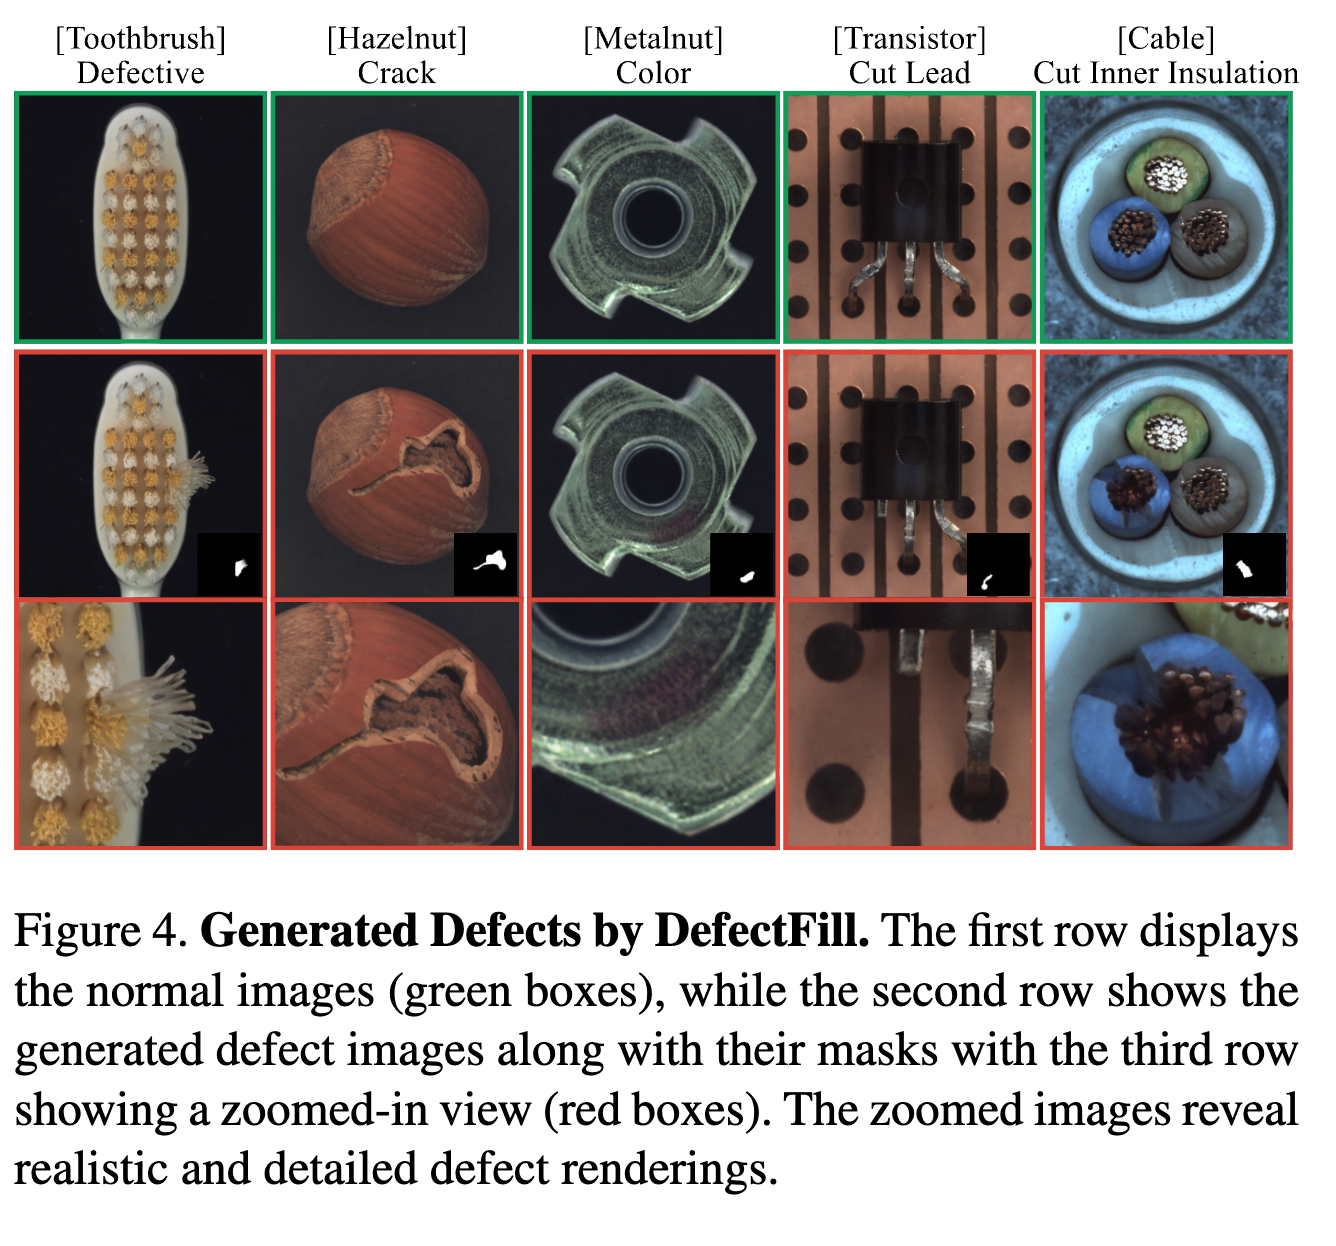 [Toothbrush] [Hazelnut] [Metalnut] [Transistor] [Cable]
Defective Crack Color Cut Lead Cut Inner Insulation
Figure 4. Generated Defects by DefectFill. The first row displays
the normal images (green boxes), while the second row shows the
generated defect images along with their masks with the third row
showing a zoomed-in view (red boxes). The zoomed images reveal
realistic and detailed defect renderings.